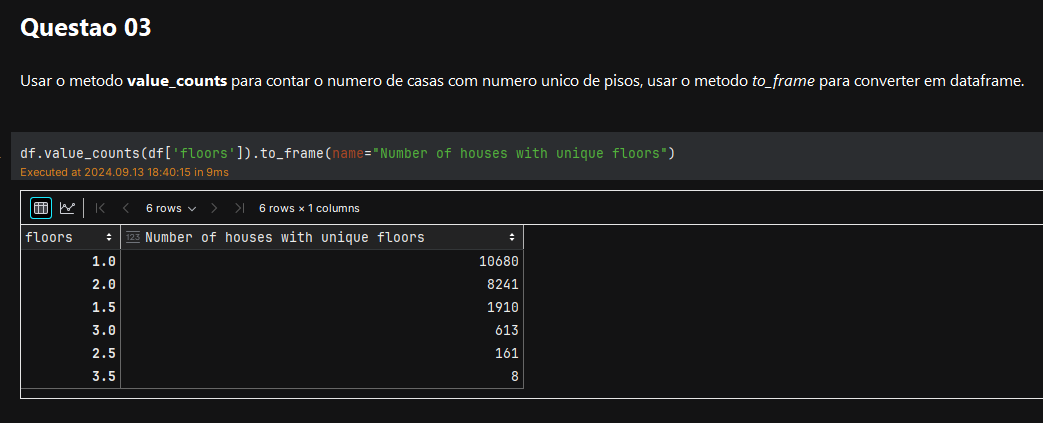 Questao 03
Usar o metodo value_counts para contar o numero de casas com numero unico de pisos, usar o metodo to_frame para converter em dataframe.
df.value_counts(df['floors']).to_frame(name="Number of houses with unique floors")
Executed at 2024.09.13 18:40:15 in 9ms
6 rows 6 rows × 1 columns
floors 123 Number of houses with unique floors
1.0 10680
2.0 8241
1.5 1910
3.0 613
2.5 161
3.5 8